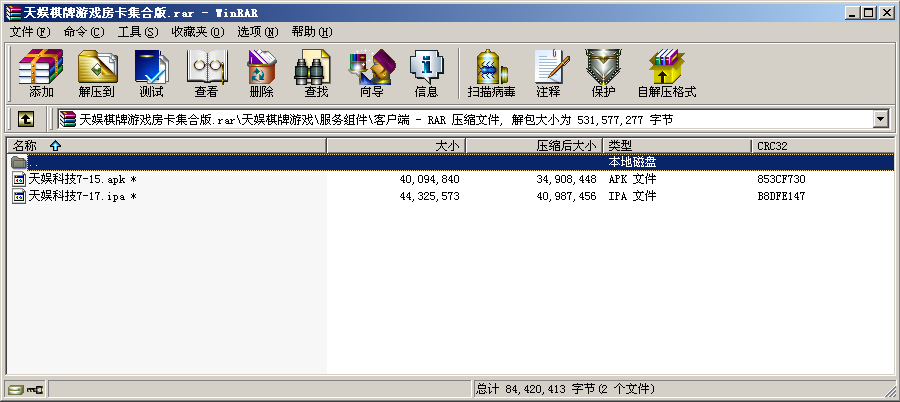 天娱棋牌游戏房卡集合版.rar - WinRAR
文件(F) 命令(C) 工具(S) 收藏夹(O) 选项(N) 帮助(H)
添加 解压到 测试 查看 删除 查找 向导 信息 扫描病毒 注释 保护 自解压格式
天娱棋牌游戏房卡集合版.rar\天娱棋牌游戏\服务组件\客户端 - RAR 压缩文件, 解包大小为 531,577,277 字节
名称 大小 压缩后大小 类型 CRC32
.. 本地磁盘
天娱科技7-15.apk * 40,094,840 34,908,448 APK 文件 853CF730
天娱科技7-17.ipa * 44,325,573 40,987,456 IPA 文件 B8DFE147
总计 84,420,413 字节(2 个文件)